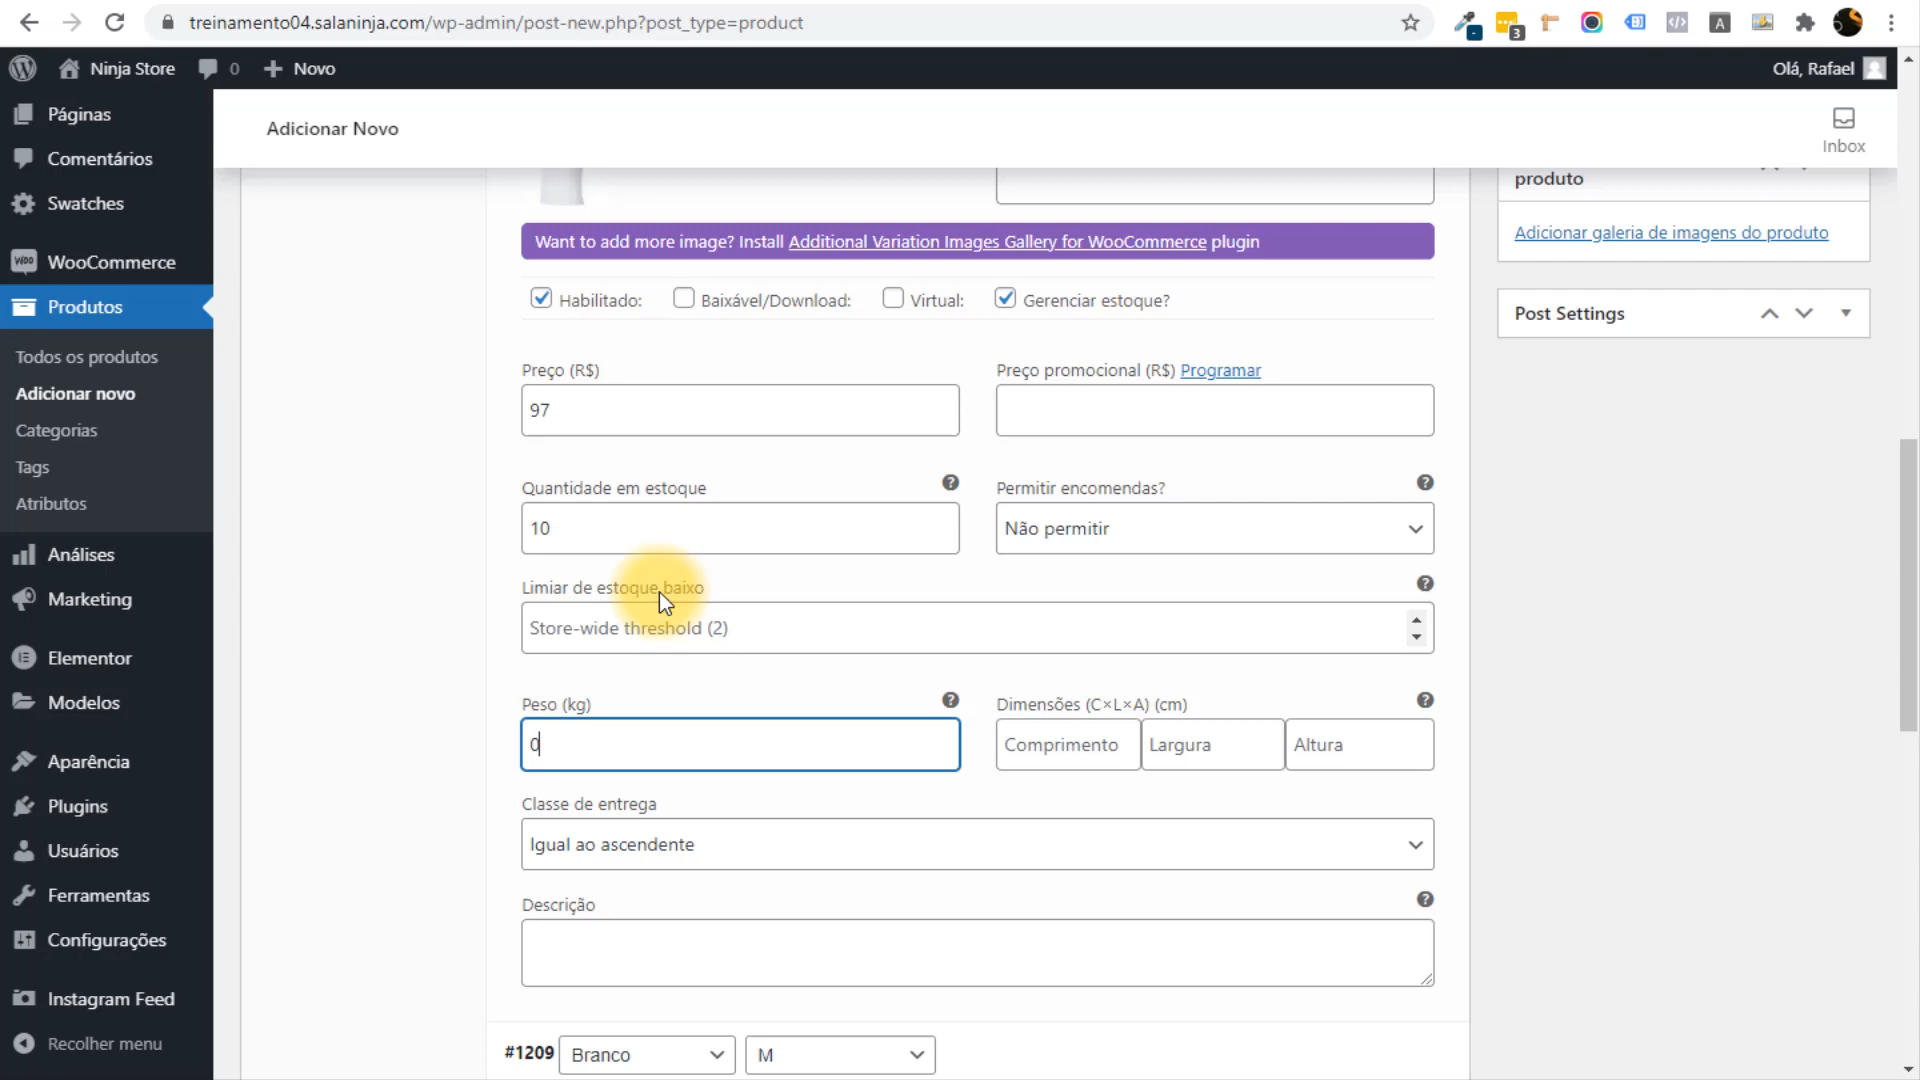 treinamento04.salaninja.com/wp-admin/post-new.php?post_type=product
3
A
Ninja Store
0
Novo
Olá, Rafael
Páginas
Comentários
Swatches
WooCommerce
Produtos
Todos os produtos
Adicionar novo
Categorias
Tags
Atributos
Análises
Marketing
Elementor
Modelos
Aparência
Plugins
Usuários
Ferramentas
Configurações
Instagram Feed
Recolher menu
Adicionar Novo
Inbox
Want to add more image? Install Additional Variation Images Gallery for WooCommerce plugin
Habilitado:
Baixável/Download:
Virtual:
Gerenciar estoque?
Preço (R$)
97
Preço promocional (R$) Programar
Quantidade em estoque
10
Permitir encomendas?
Não permitir
Limiar de estoque baixo
Store-wide threshold (2)
Peso (kg)
0
Dimensões (C×L×A) (cm)
Comprimento
Largura
Altura
Classe de entrega
Igual ao ascendente
Descrição
#1209
Branco
M
produto
Adicionar galeria de imagens do produto
Post Settings